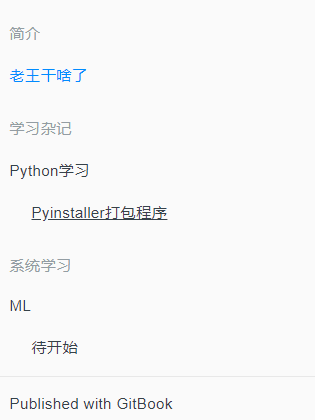 简介
老王干啥了
学习杂记
Python学习
Pyinstaller打包程序
系统学习
ML
待开始
Published with GitBook